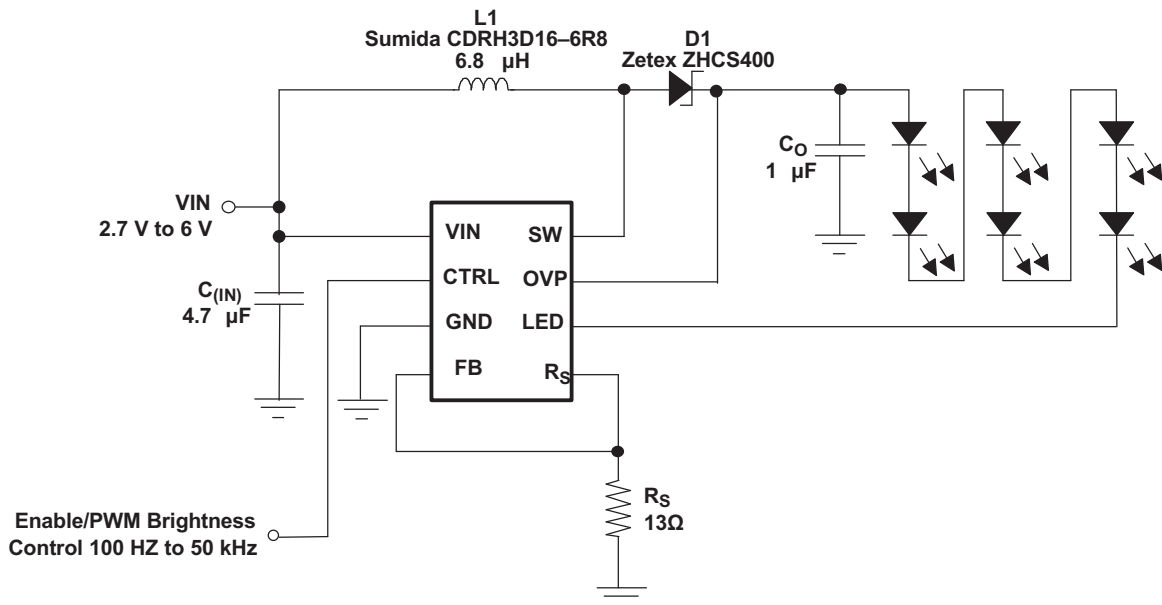 L1
Sumida CDRH3D16–6R8
6.8 µH
D1
Zetex ZHCS400
CO
1 µF
VIN
2.7 V to 6 V
C(IN)
4.7 µF
VIN
CTRL
GND
FB
SW
OVP
LED
RS
RS
13Ω
Enable/PWM Brightness
Control 100 HZ to 50 kHz